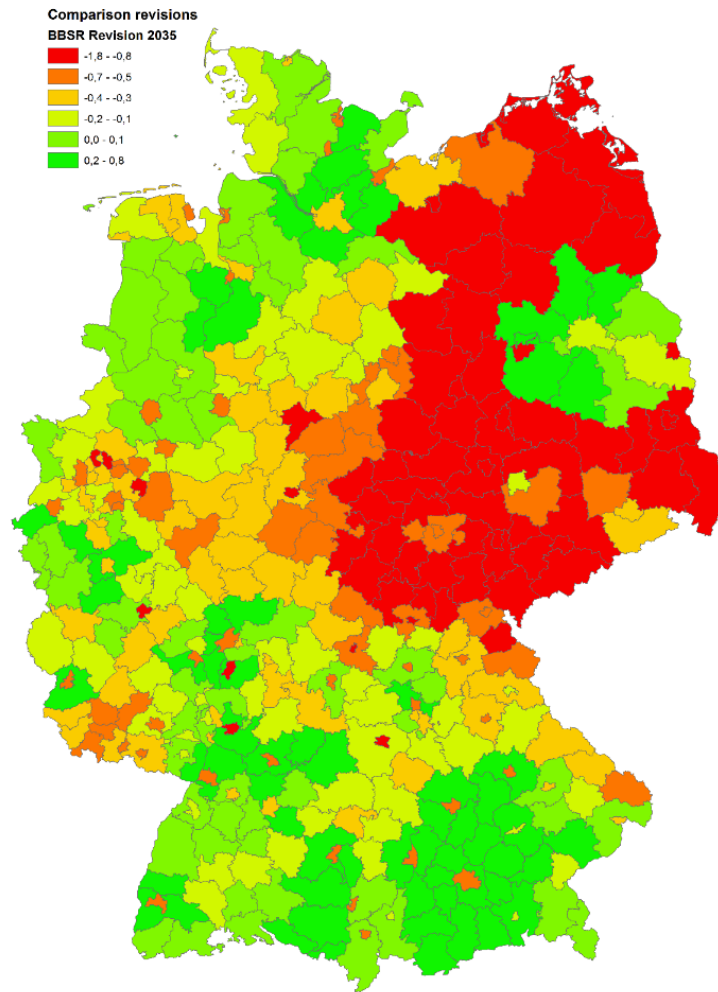 Comparison revisions
BBSR Revision 2035
-1,8 - -0,8
-0,7 - -0,5
-0,4 - -0,3
-0,2 - -0,1
0,0 - 0,1
0,2 - 0,8